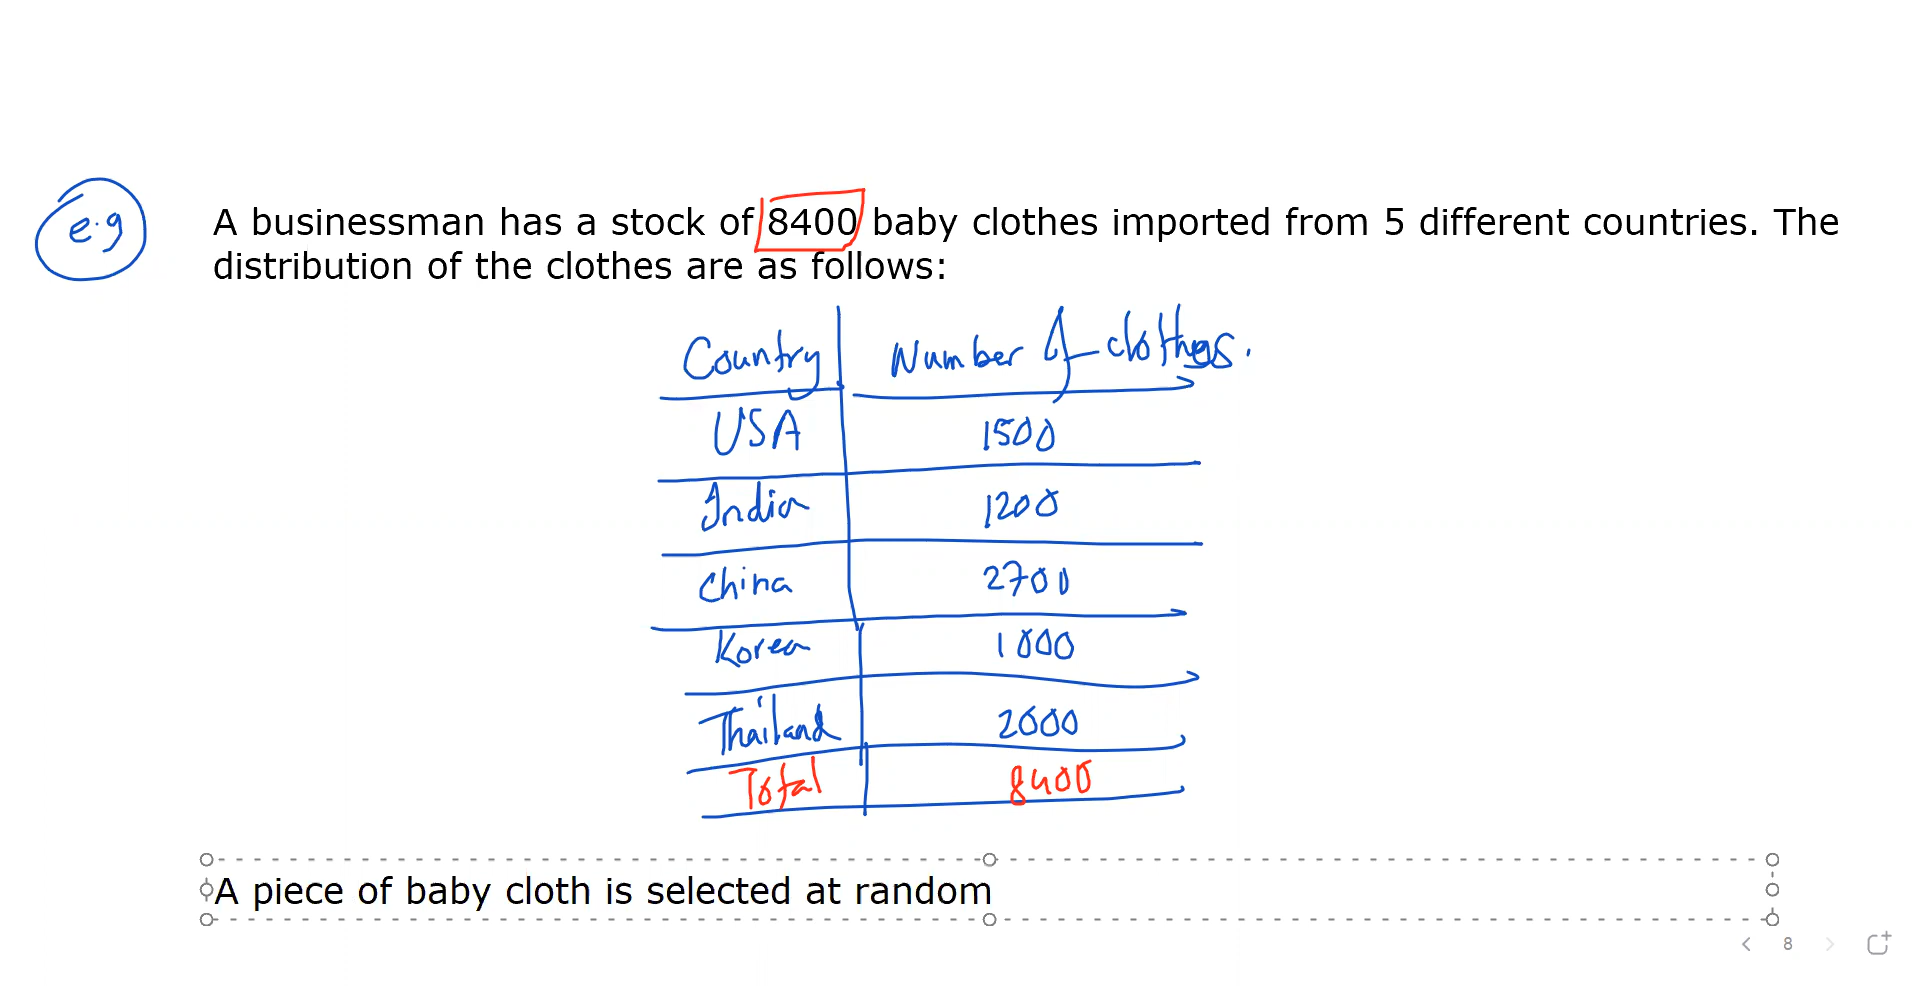 e.g
A businessman has a stock of 8400 baby clothes imported from 5 different countries. The
distribution of the clothes are as follows:
Country Number of clothes.
USA 1500
India 1200
China 2700
Korea 1000
Thailand 2000
Total 8400
A piece of baby cloth is selected at random
8